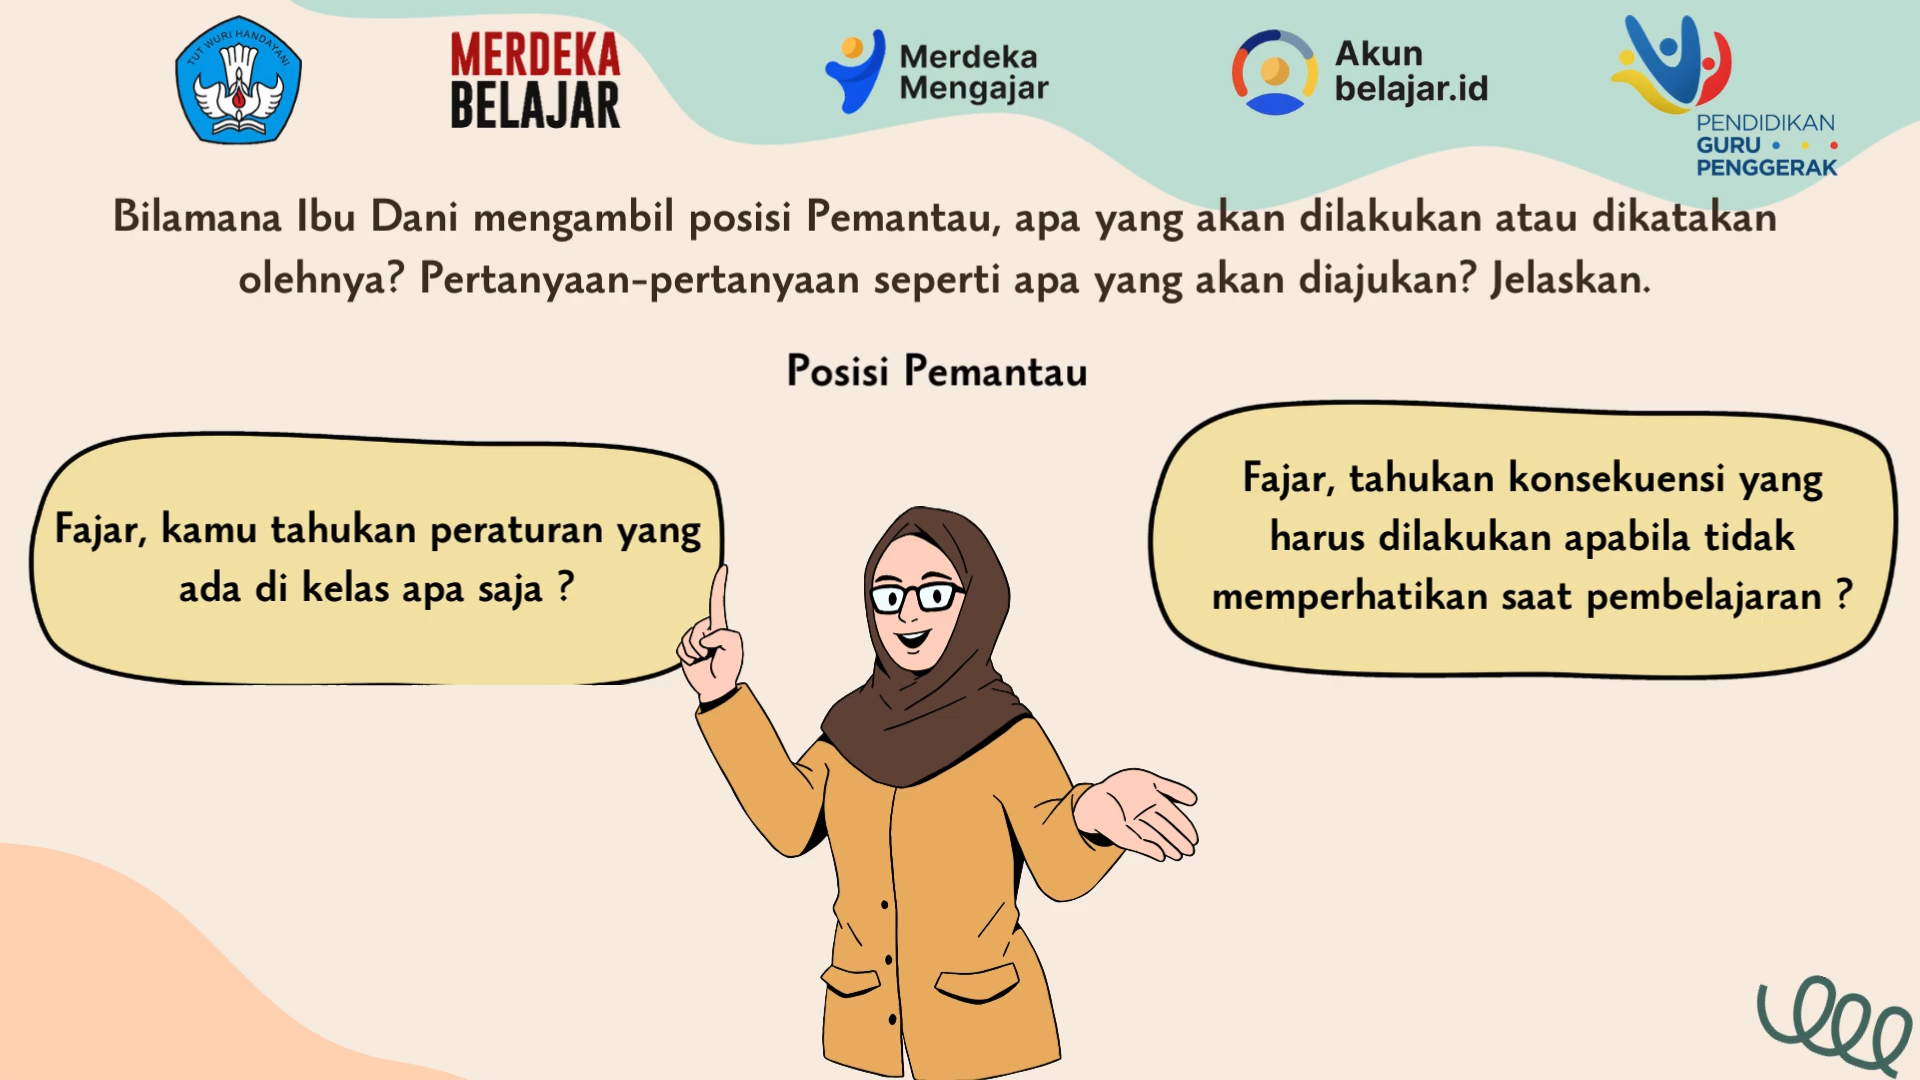 TUT WURI HANDAYANI
MERDEKA
BELAJAR
Merdeka
Mengajar
Akun
belajar.id
PENDIDIKAN
GURU
PENGGERAK
Bilamana Ibu Dani mengambil posisi Pemantau, apa yang akan dilakukan atau dikatakan
olehnya? Pertanyaan-pertanyaan seperti apa yang akan diajukan? Jelaskan.
Posisi Pemantau
Fajar, kamu tahukan peraturan yang
ada di kelas apa saja ?
Fajar, tahukan konsekuensi yang
harus dilakukan apabila tidak
memperhatikan saat pembelajaran ?